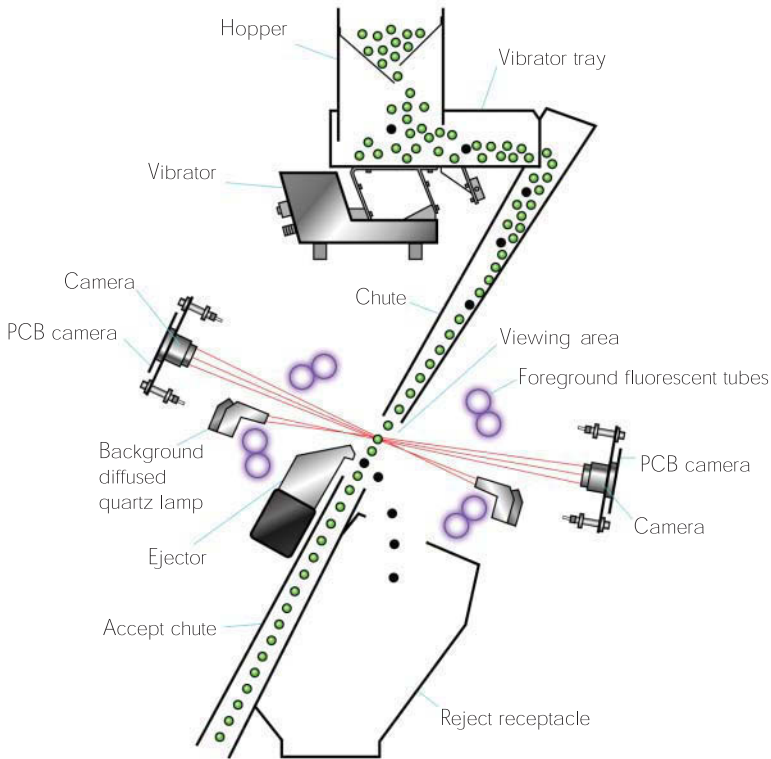 Hopper
Vibrator tray
Vibrator
Camera
PCB camera
Chute
Viewing area
Foreground fluorescent tubes
Background
diffused
quartz lamp
PCB camera
Camera
Ejector
Accept chute
Reject receptacle